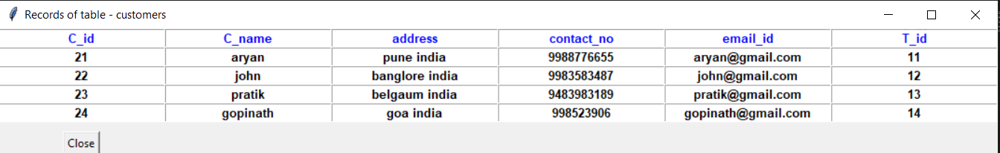 Records of table - customers
C_id C_name address contact_no email_id T_id
21 aryan pune india 9988776655 aryan@gmail.com 11
22 john banglore india 9983583487 john@gmail.com 12
23 pratik belgaum india 9483983189 pratik@gmail.com 13
24 gopinath goa india 998523906 gopinath@gmail.com 14
Close